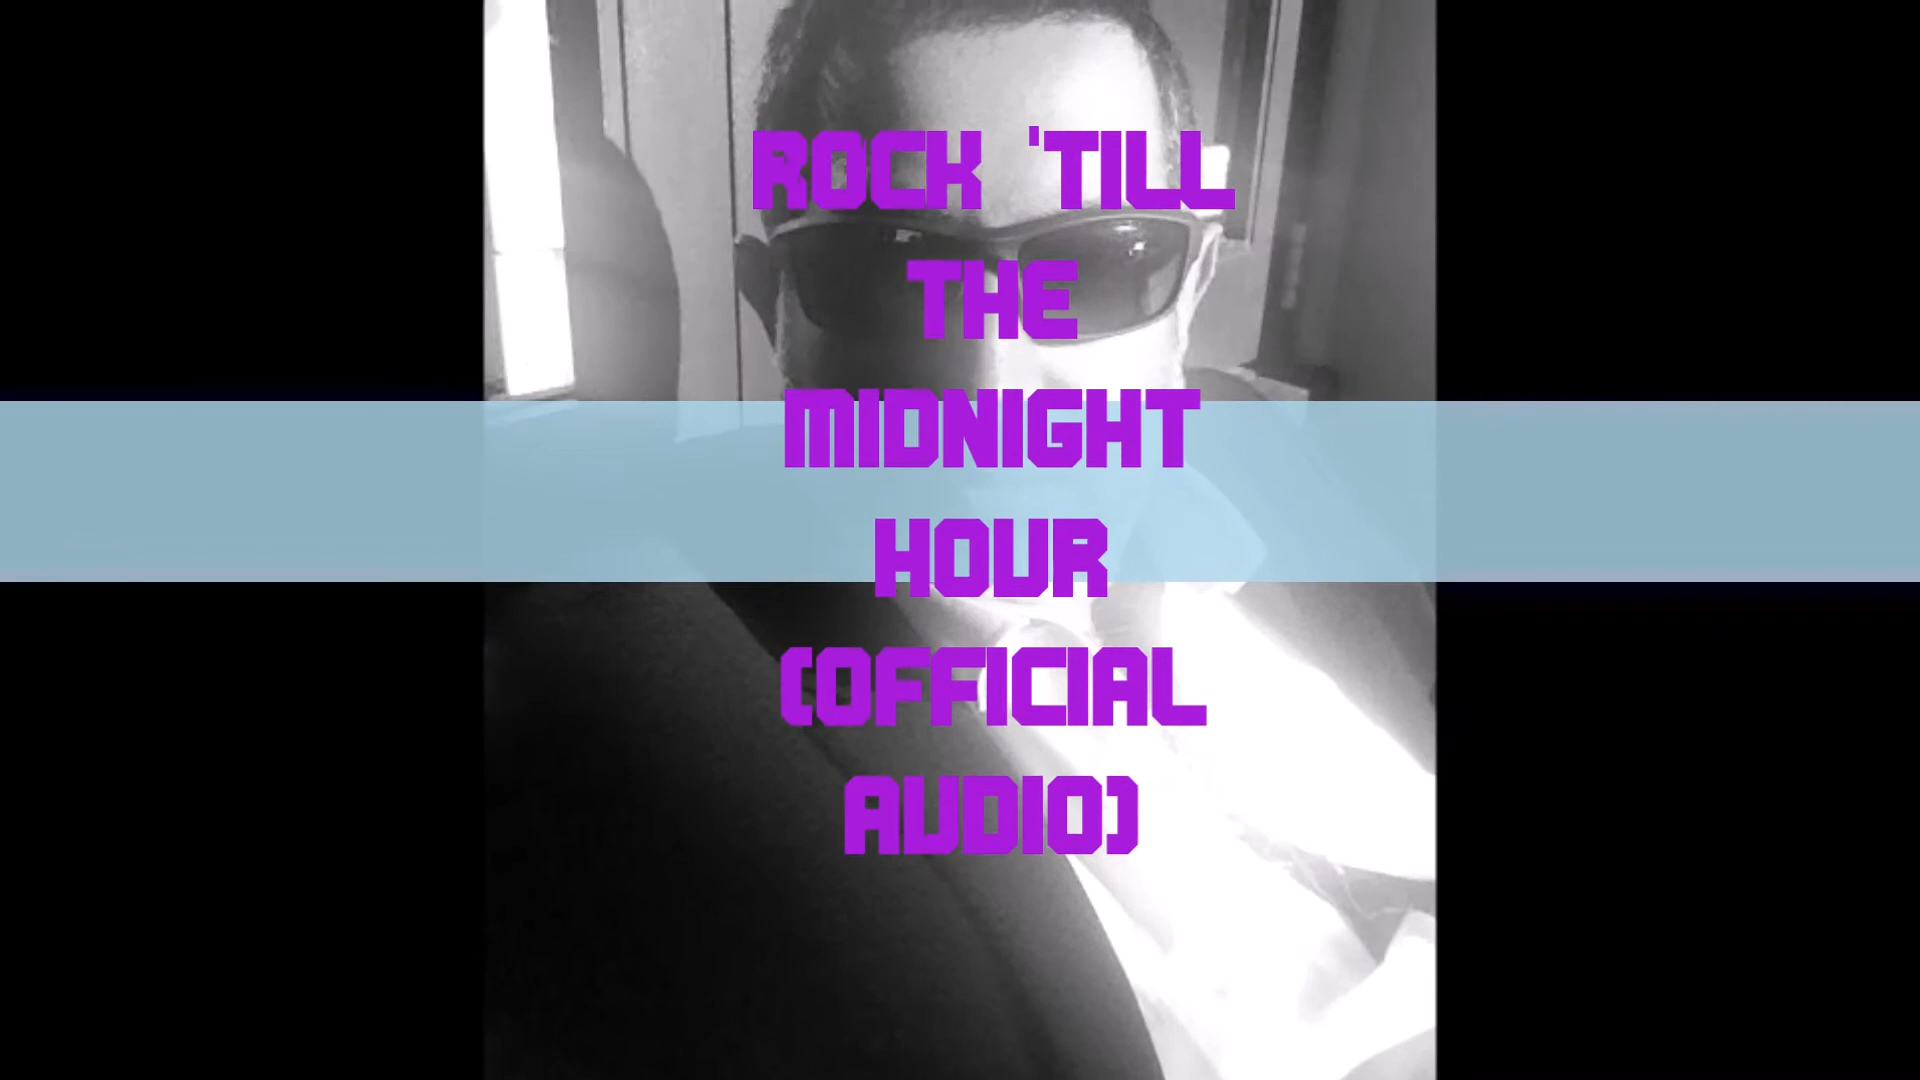 ROCK 'TILL
THE
MIDNIGHT
HOUR
(OFFICIAL
AUDIO)